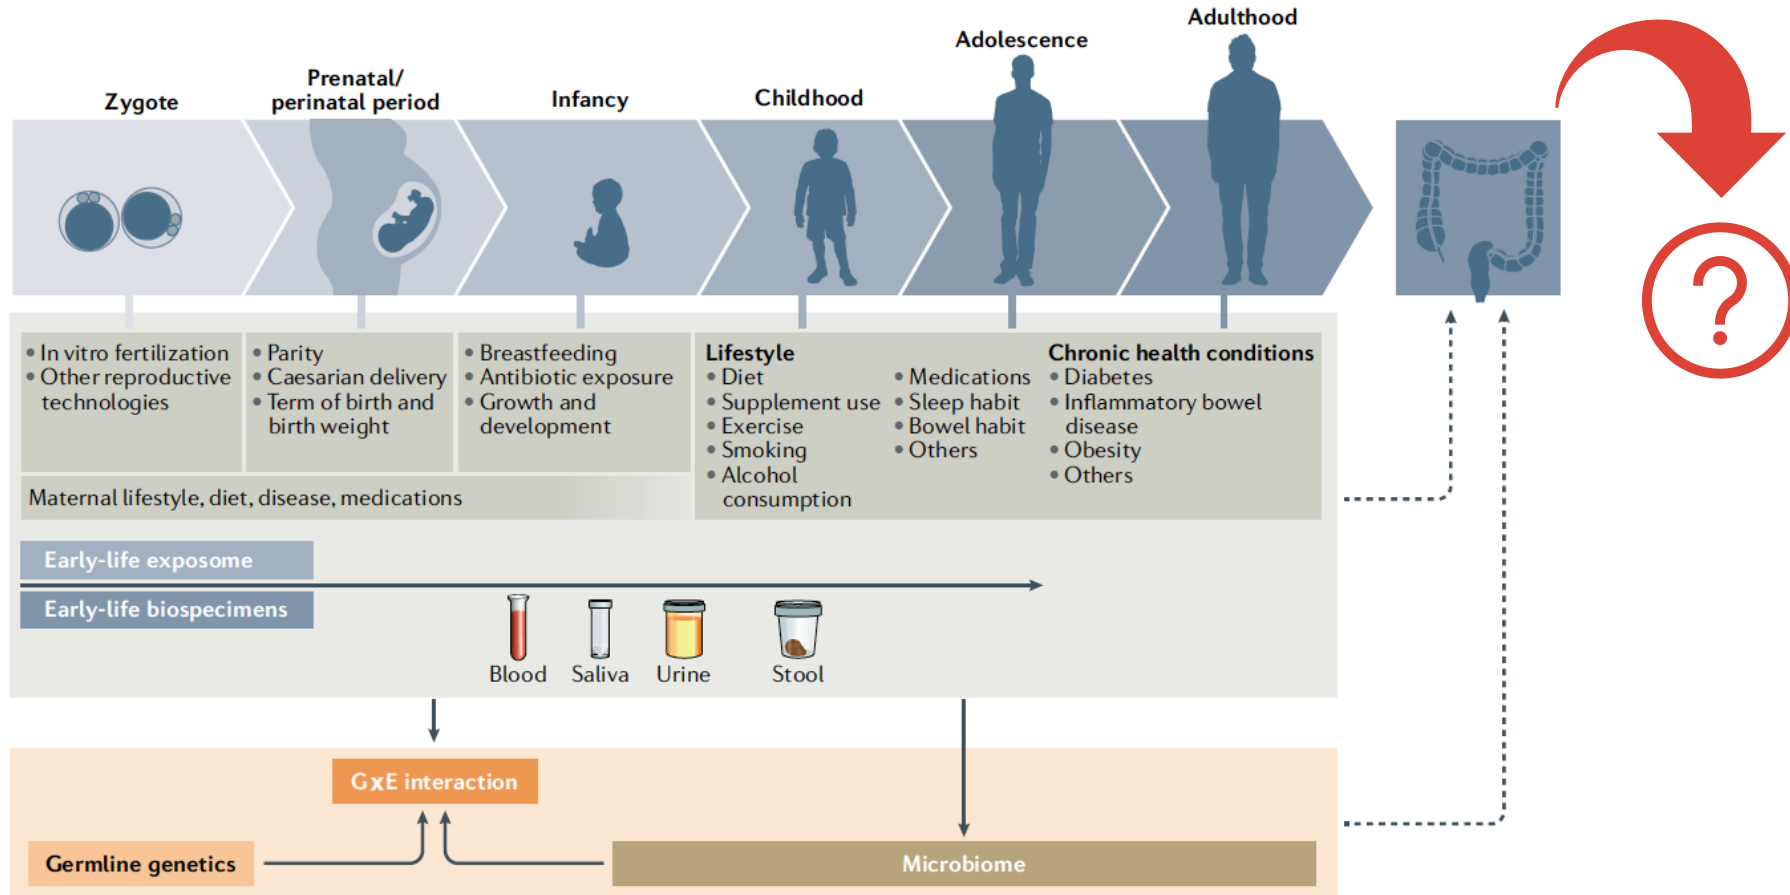 Zygote
Prenatal/
perinatal period
Infancy
Childhood
Adolescence
Adulthood
?
• In vitro fertilization
• Other reproductive
technologies
• Parity
• Caesarian delivery
• Term of birth and
birth weight
• Breastfeeding
• Antibiotic exposure
• Growth and
development
Lifestyle
• Diet
• Supplement use
• Exercise
• Smoking
• Alcohol
consumption
• Medications
• Sleep habit
• Bowel habit
• Others
Chronic health conditions
• Diabetes
• Inflammatory bowel
disease
• Obesity
• Others
Maternal lifestyle, diet, disease, medications
Early-life exposome
Early-life biospecimens
Blood
Saliva
Urine
Stool
GxE interaction
Germline genetics
Microbiome